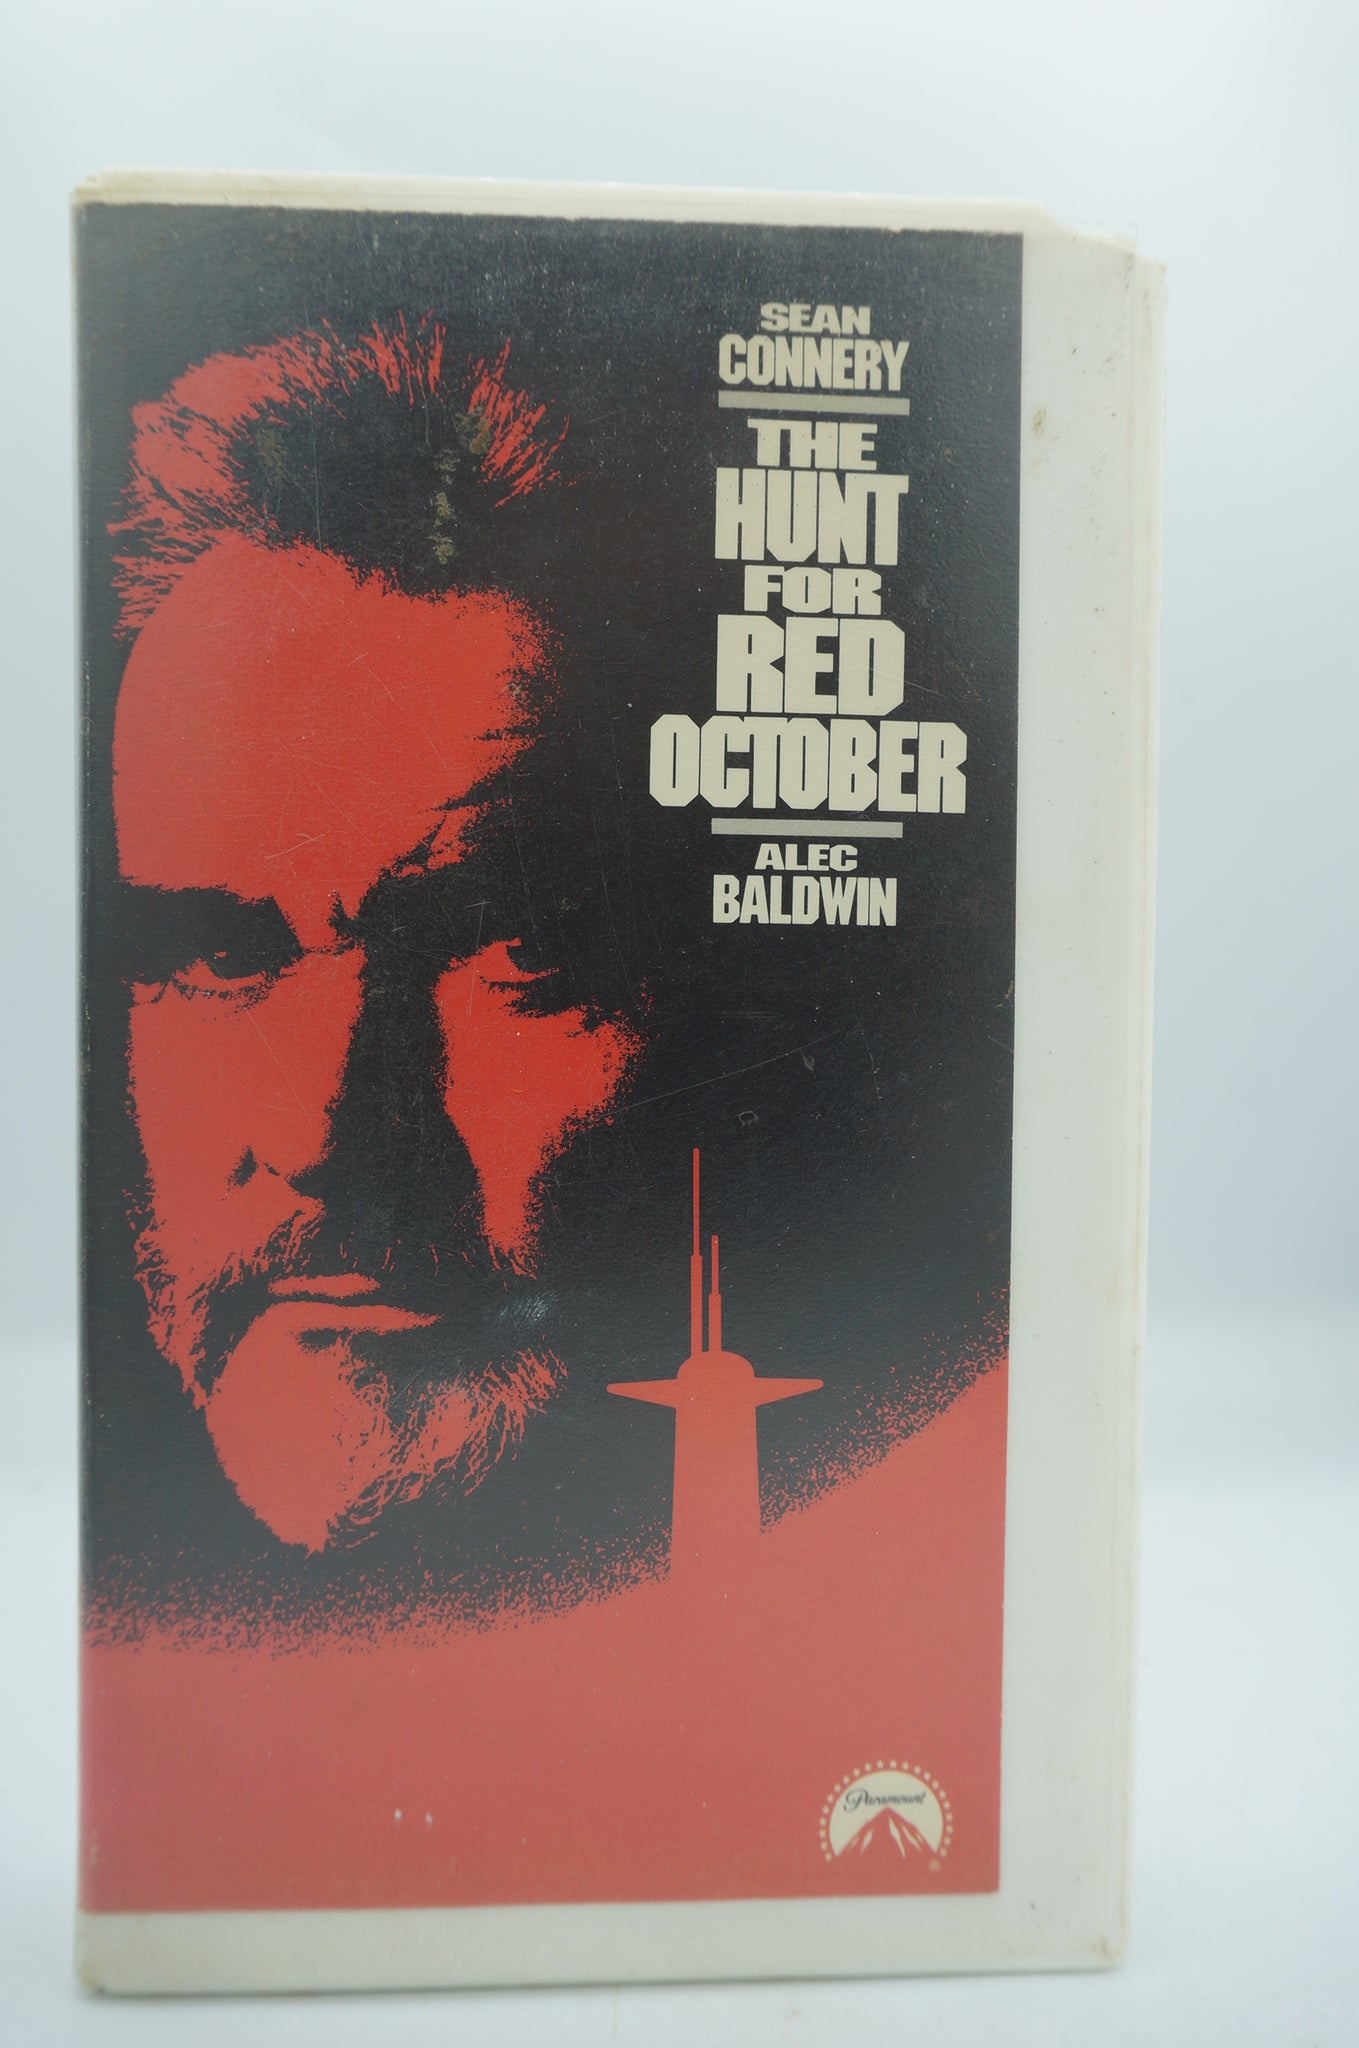 SEAN
CONNERY
THE
HUNT
FOR
RED
OCTOBER
ALEC
BALDWIN
Paramount
®